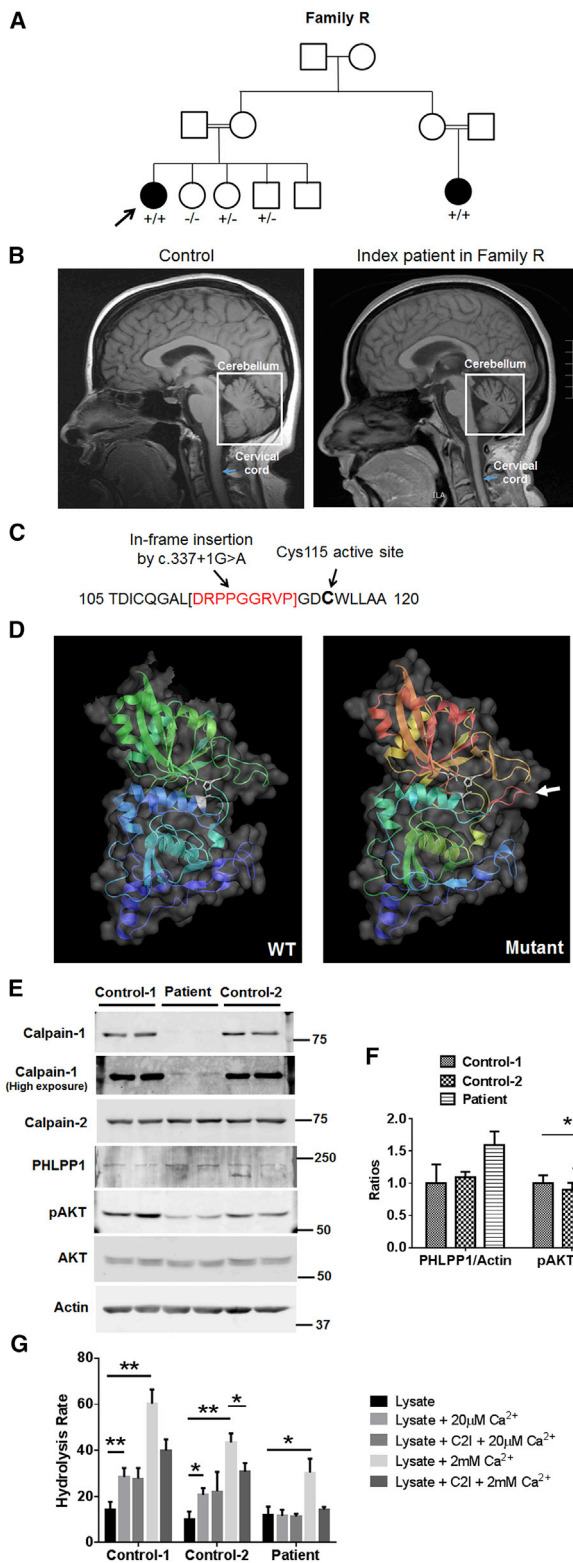 A
Family R
+/+ -/- +/- +/- +/+
B
Control Index patient in Family R
Cerebellum Cerebellum
Cervical cord Cervical cord
TLA
C
In-frame insertion by c.337+1G>A
Cys115 active site
105 TDICQGAL[DRPPGGRVP]GDCWLLAA 120
D
WT Mutant
E
Control-1 Patient Control-2
Calpain-1
75
Calpain-1
(High exposure)
Calpain-2
75
PHLPP1
250
pAKT
50
AKT
50
Actin
37
F
Control-1
Control-2
Patient
Ratios
2.0
1.5
1.0
0.5
0.0
*
PHLPP1/Actin pAKT
G
Hydrolysis Rate
80
60
40
20
0
** ** ** * * *
Control-1 Control-2 Patient
Lysate
Lysate + 20μM Ca²⁺
Lysate + C2I + 20μM Ca²⁺
Lysate + 2mM Ca²⁺
Lysate + C2I + 2mM Ca²⁺